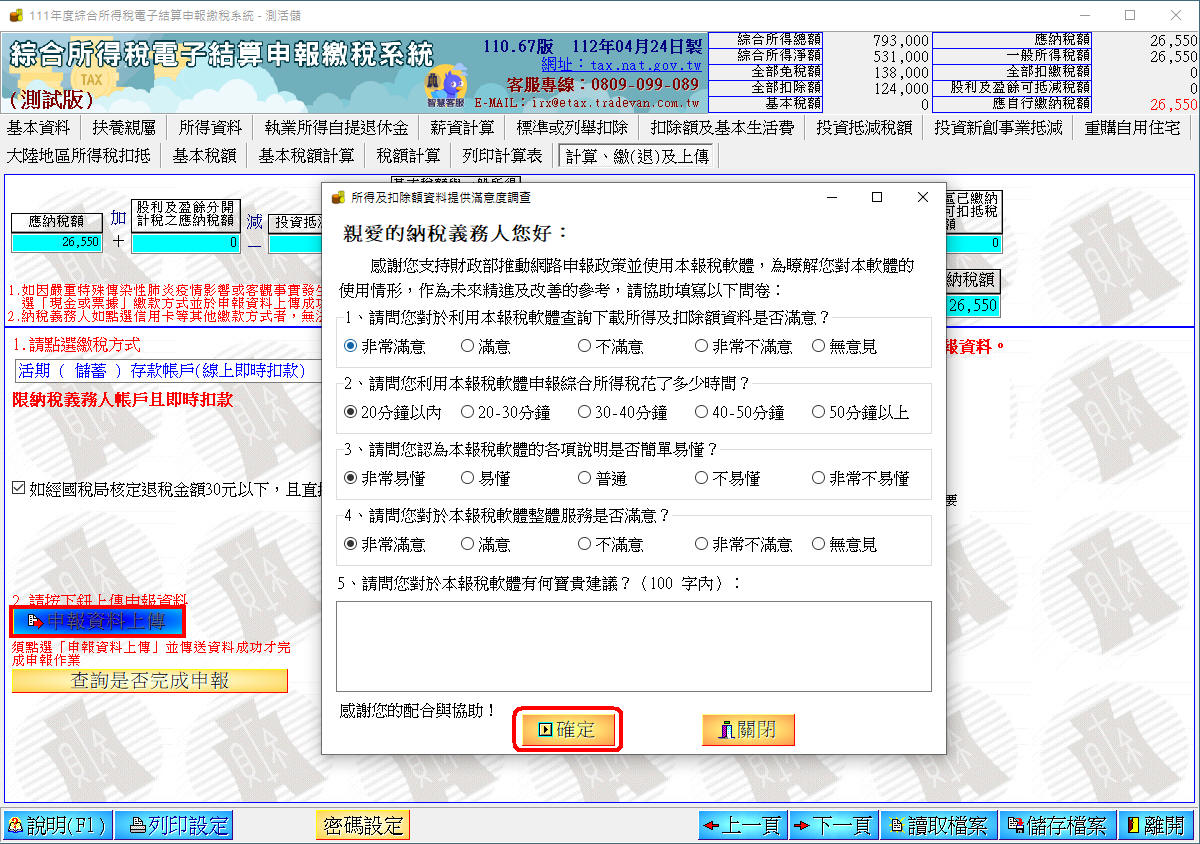 111年度綜合所得稅電子結算申報繳稅系統 - 測活儲
綜合所得稅電子結算申報繳稅系統
(測試版)
TAX
智慧客服
110.67版 112年04月24日製
網址：tax.nat.gov.tw
客服專線：0809-099-089
E-MAIL：irx@etax.tradevan.com.tw
綜合所得總額 793,000 應納稅額 26,550
綜合所得淨額 531,000 一般所得稅額 26,550
全部免稅額 138,000 全部扣繳稅額 0
全部扣除額 124,000 股利及盈餘可抵減稅額 0
基本稅額 0 應自行繳納稅額 26,550
基本資料 扶養親屬 所得資料 執業所得自提退休金 薪資計算 標準或列舉扣除 扣除額及基本生活費 投資抵減稅額 投資新創事業抵減 重購自用住宅
大陸地區所得稅扣抵 基本稅額 基本稅額計算 稅額計算 列印計算表 計算、繳(退)及上傳
應納稅額
26,550
加
＋
股利及盈餘分開
計稅之應納稅額
0
減
－
投資抵
區已繳納
可扣抵稅
額
0
納稅額
26,550
1.如因嚴重特殊傳染性肺炎疫情影響或客觀事實發生
選「現金或票據」繳款方式並於申報資料上傳成功
2.納稅義務人如點選信用卡等其他繳款方式者，無
1.請點選繳稅方式
活期 ( 儲蓄 ) 存款帳戶(線上即時扣款)
報資料。
限納稅義務人帳戶且即時扣款
如經國稅局核定退稅金額30元以下，且直
要
2.請按下鈕上傳申報資料
申報資料上傳
須點選「申報資料上傳」並傳送資料成功才完
成申報作業
查詢是否完成申報
所得及扣除額資料提供滿意度調查
親愛的納稅義務人您好：
感謝您支持財政部推動網路申報政策並使用本報稅軟體，為瞭解您對本軟體的
使用情形，作為未來精進及改善的參考，請協助填寫以下問卷：
1、請問您對於利用本報稅軟體查詢下載所得及扣除額資料是否滿意？
非常滿意 滿意 不滿意 非常不滿意 無意見
2、請問您利用本報稅軟體申報綜合所得稅花了多少時間？
20分鐘以內 20-30分鐘 30-40分鐘 40-50分鐘 50分鐘以上
3、請問您認為本報稅軟體的各項說明是否簡單易懂？
非常易懂 易懂 普通 不易懂 非常不易懂
4、請問您對於本報稅軟體整體服務是否滿意？
非常滿意 滿意 不滿意 非常不滿意 無意見
5、請問您對於本報稅軟體有何寶貴建議？（100 字內）：
感謝您的配合與協助！
確定
關閉
說明(F1) 列印設定 密碼設定 上一頁 下一頁 讀取檔案 儲存檔案 離開